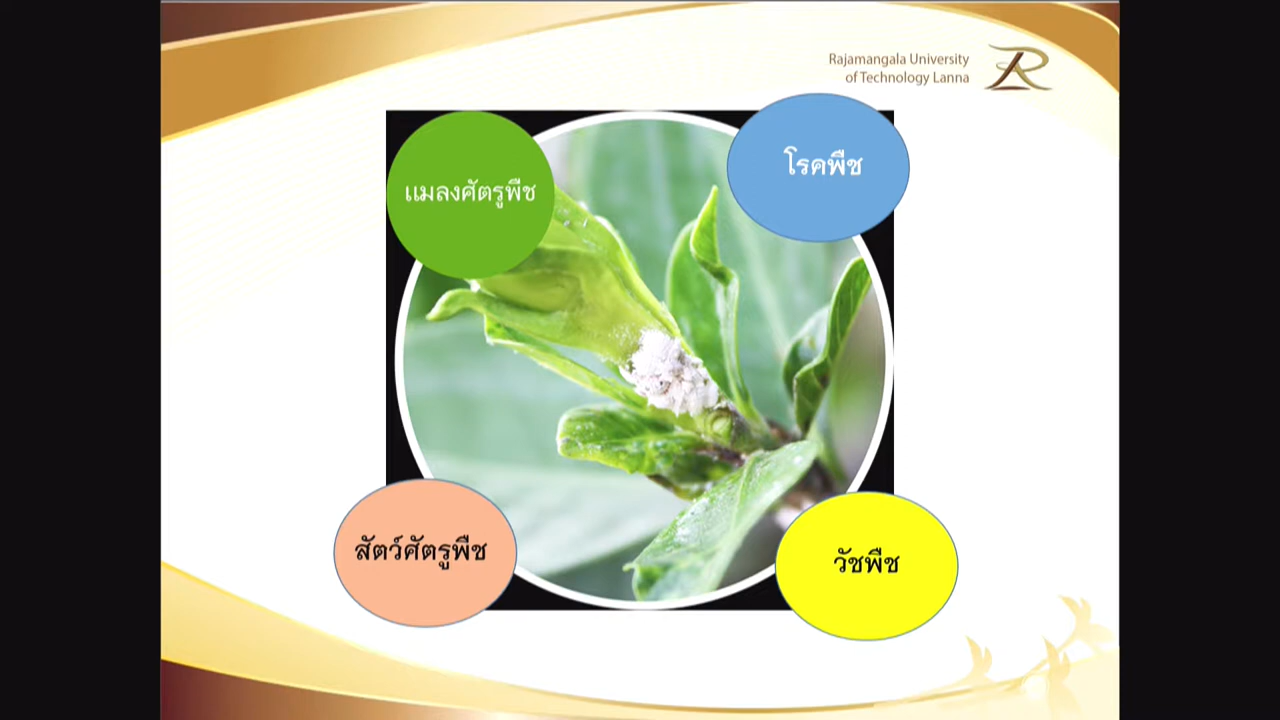 Rajamangala University
of Technology Lanna
แมลงศัตรูพืช
โรคพืช
สัตว์ศัตรูพืช
วัชพืช